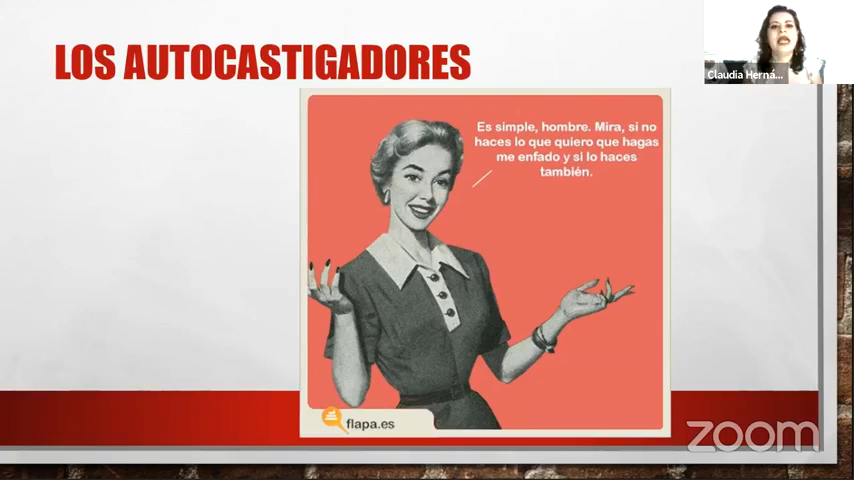 LOS AUTOCASTIGADORES
Claudia Herná...
Es simple, hombre. Mira, si no
haces lo que quiero que hagas
me enfado y si lo haces
también.
flapa.es
zoom